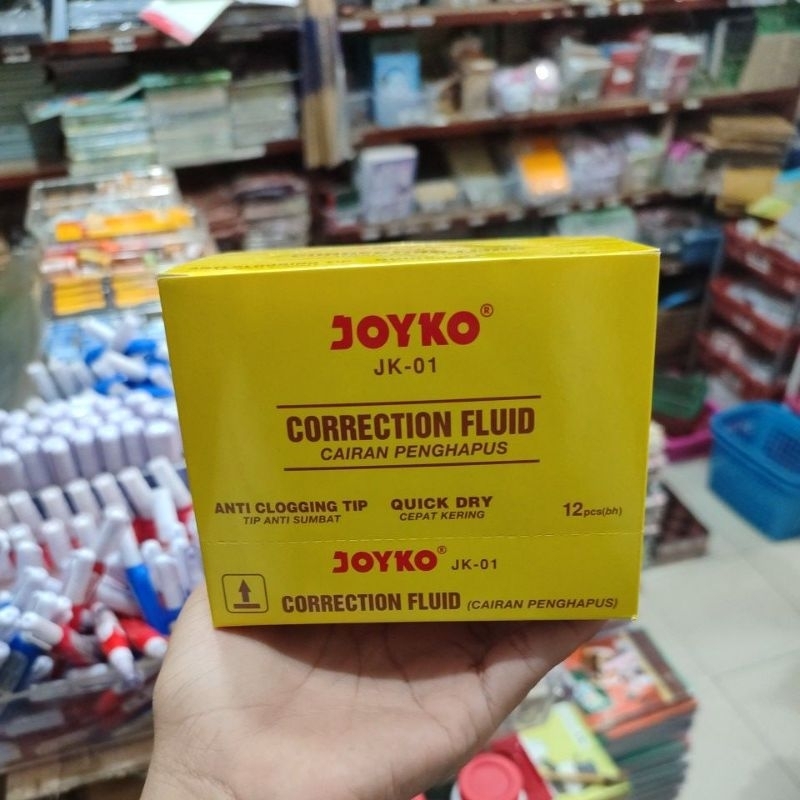 JOYKO®
JK-01
CORRECTION FLUID
CAIRAN PENGHAPUS
ANTI CLOGGING TIP QUICK DRY 12pcs(bh)
TIP ANTI SUMBAT CEPAT KERING
JOYKO® JK-01
CORRECTION FLUID (CAIRAN PENGHAPUS)